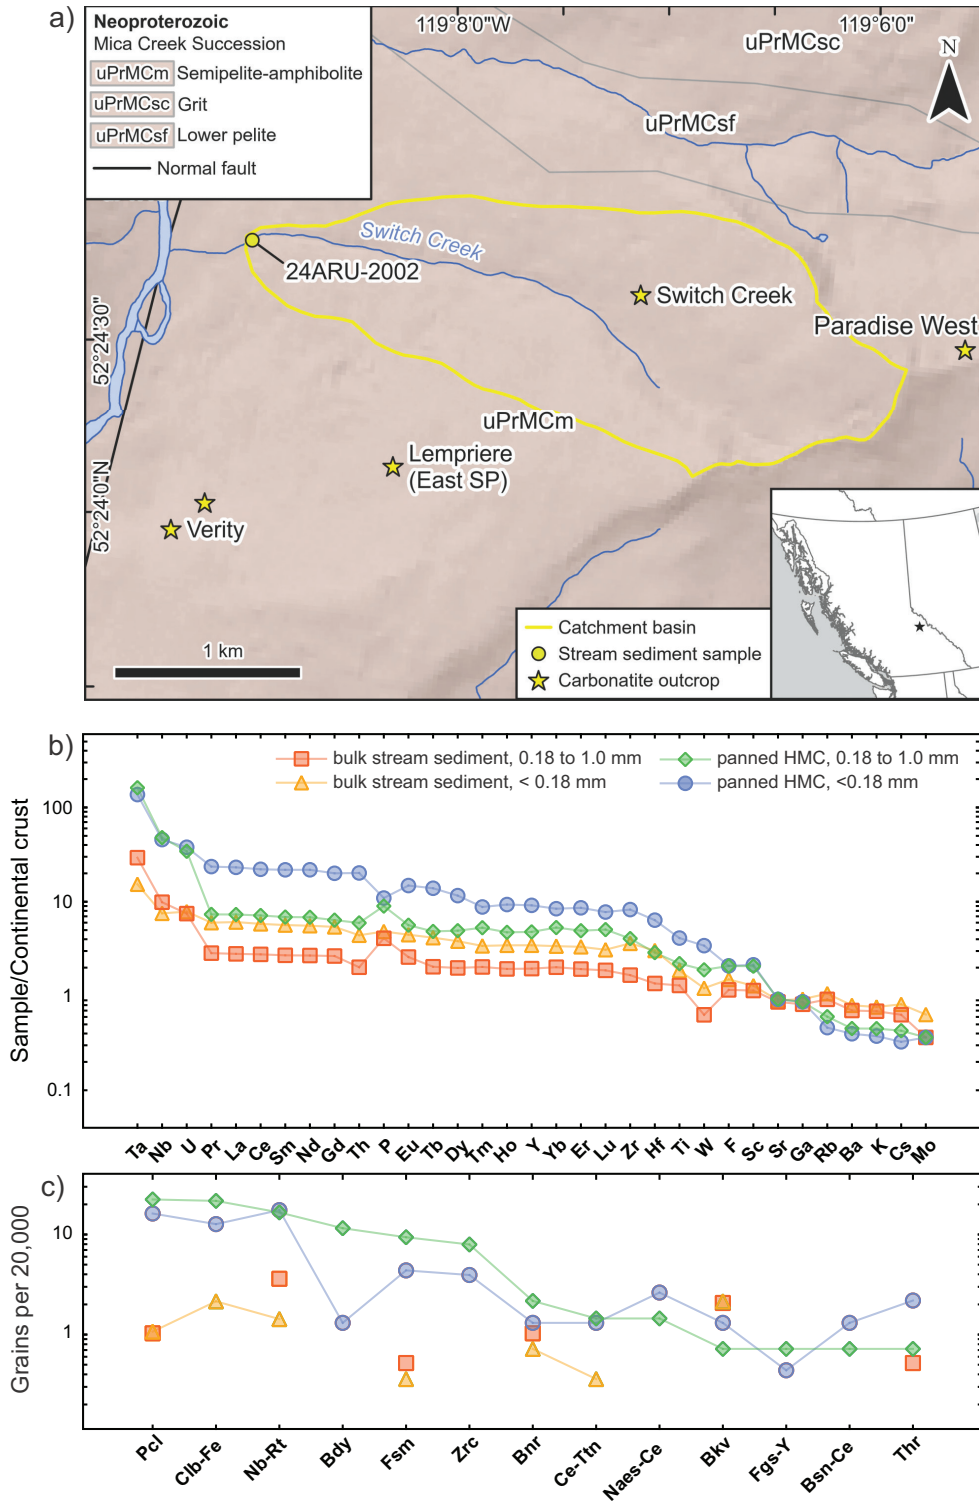 a)
Neoproterozoic
Mica Creek Succession
uPrMCm Semipelite-amphibolite
uPrMCsc Grit
uPrMCsf Lower pelite
Normal fault
119°8'0"W
119°6'0"
uPrMCsc
N
uPrMCsf
Switch Creek
24ARU-2002
Switch Creek
Paradise West
52°24'30"
uPrMCm
Lempriere
(East SP)
52°24'0"N
Verity
1 km
Catchment basin
Stream sediment sample
Carbonatite outcrop
b)
bulk stream sediment, 0.18 to 1.0 mm
panned HMC, 0.18 to 1.0 mm
bulk stream sediment, < 0.18 mm
panned HMC, <0.18 mm
Sample/Continental crust
100
10
1
0.1
Ta Nb U Pr La Ce Sm Nd Gd Th P Eu Tb Dy Tm Ho Y Yb Er Lu Zr Hf Ti W F Sc Sr Ga Rb Ba K Cs Mo
c)
Grains per 20,000
10
1
Pcl Clb-Fe Nb-Rt Bdy Fsm Zrc Bnr Ce-Ttn Naes-Ce Bkv Fgs-Y Bsn-Ce Thr